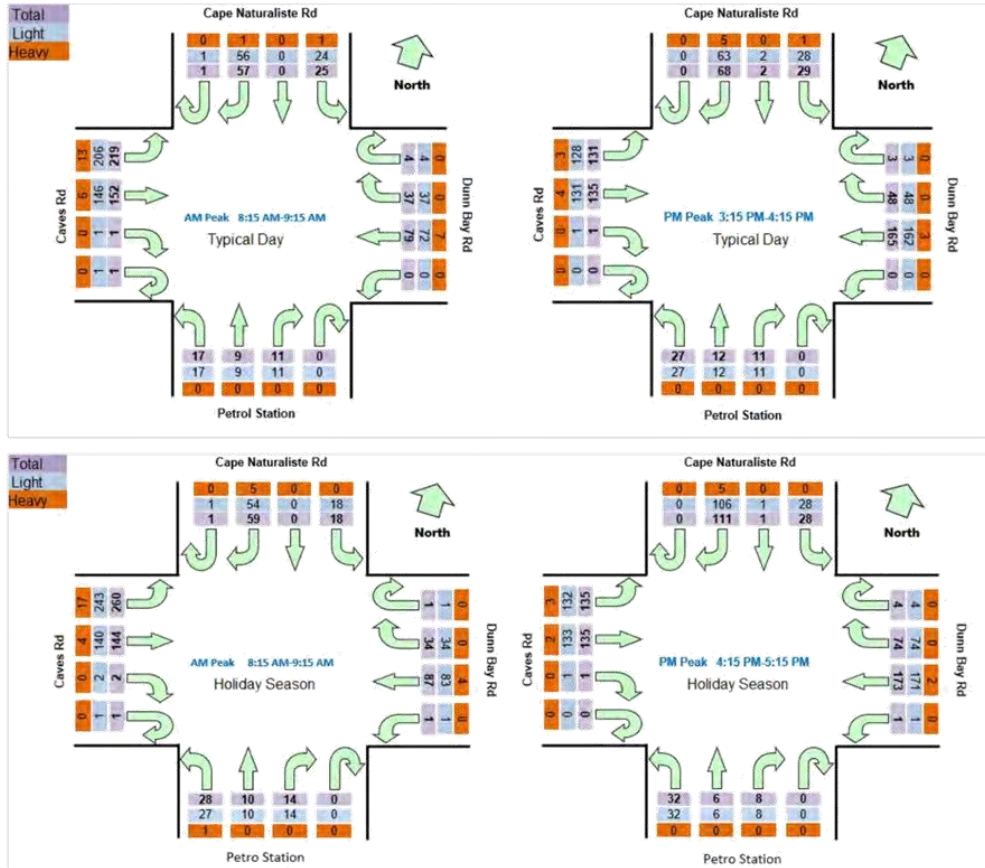 Total
Light
Heavy
Cape Naturaliste Rd
0 1 0 1
1 56 0 24
1 57 0 25
North
Caves Rd
13 206 219
6 146 152
0 1 1
0 1 1
AM Peak 8:15 AM-9:15 AM
Typical Day
4 4 0
37 37 0
79 72 7
0 0 0
Dunn Bay Rd
17 9 11 0
17 9 11 0
0 0 0 0
Petrol Station
Cape Naturaliste Rd
0 5 0 1
0 63 2 28
0 68 2 29
North
Caves Rd
3 128 131
4 131 135
0 1 1
0 0 0
PM Peak 3:15 PM-4:15 PM
Typical Day
3 3 0
48 48 0
165 162 3
0 0 0
Dunn Bay Rd
27 12 11 0
27 12 11 0
0 0 0 0
Petrol Station
Total
Light
Heavy
Cape Naturaliste Rd
0 5 0 0
1 54 0 18
1 59 0 18
North
Caves Rd
17 243 260
4 140 144
0 2 2
0 1 1
AM Peak 8:15 AM-9:15 AM
Holiday Season
1 1 0
34 34 0
87 83 4
1 1 0
Dunn Bay Rd
28 10 14 0
27 10 14 0
1 0 0 0
Petro Station
Cape Naturaliste Rd
0 5 0 0
0 106 1 28
0 111 1 28
North
Caves Rd
3 132 135
2 133 135
0 1 1
0 0 0
PM Peak 4:15 PM-5:15 PM
Holiday Season
4 4 0
74 74 0
173 171 2
1 1 0
Dunn Bay Rd
32 6 8 0
32 6 8 0
0 0 0 0
Petro Station